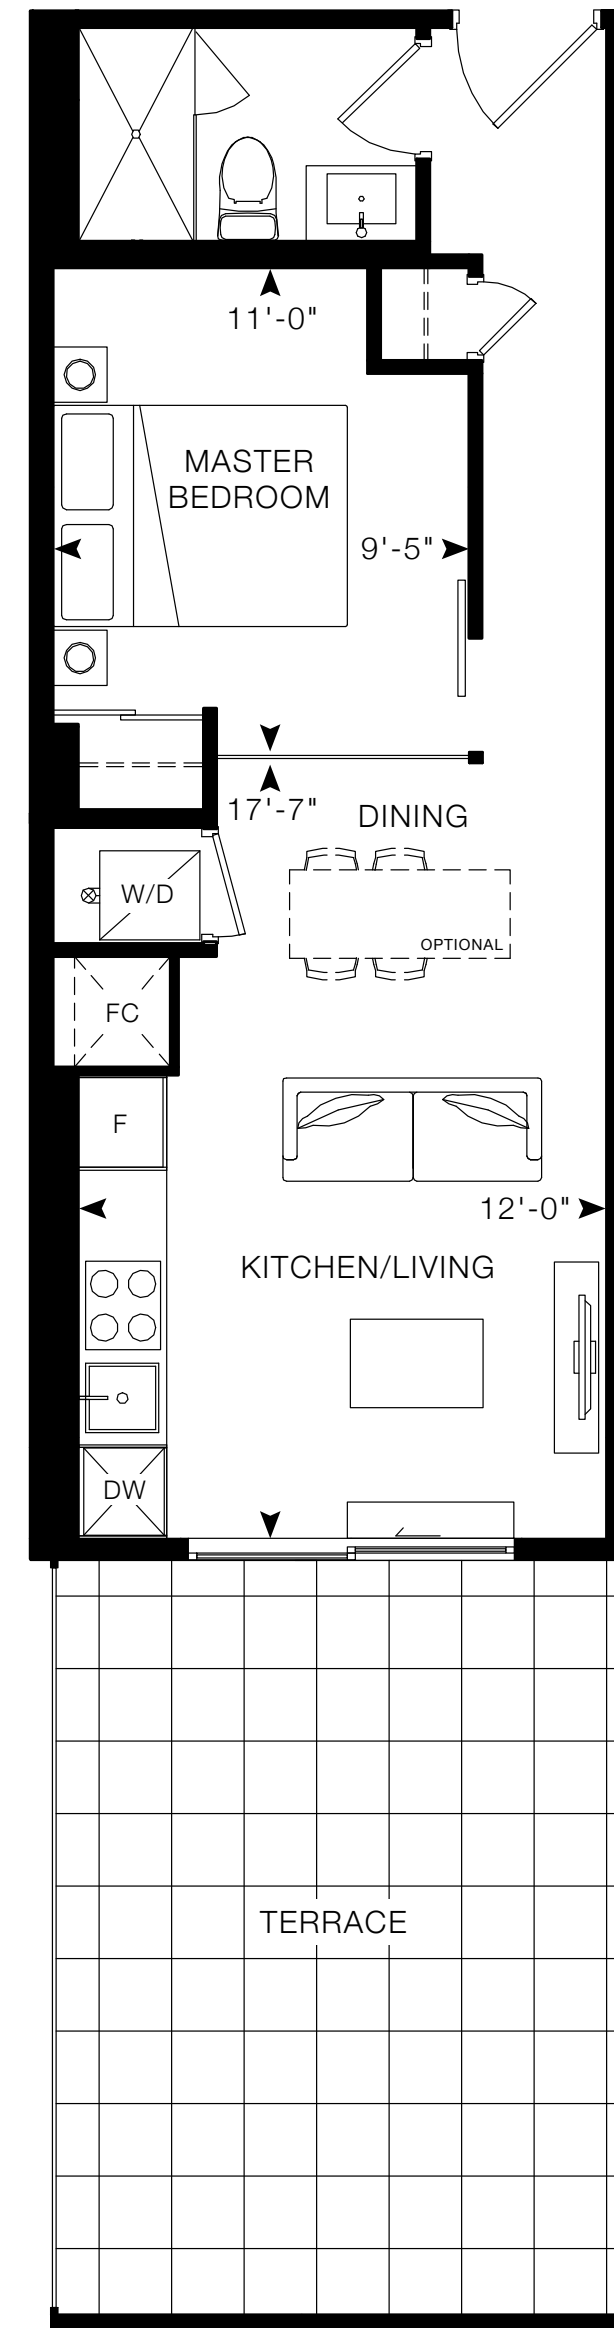 11'-0"
MASTER
BEDROOM
9'-5"
17'-7"
DINING
W/D
OPTIONAL
FC
F
12'-0"
KITCHEN/LIVING
DW
TERRACE